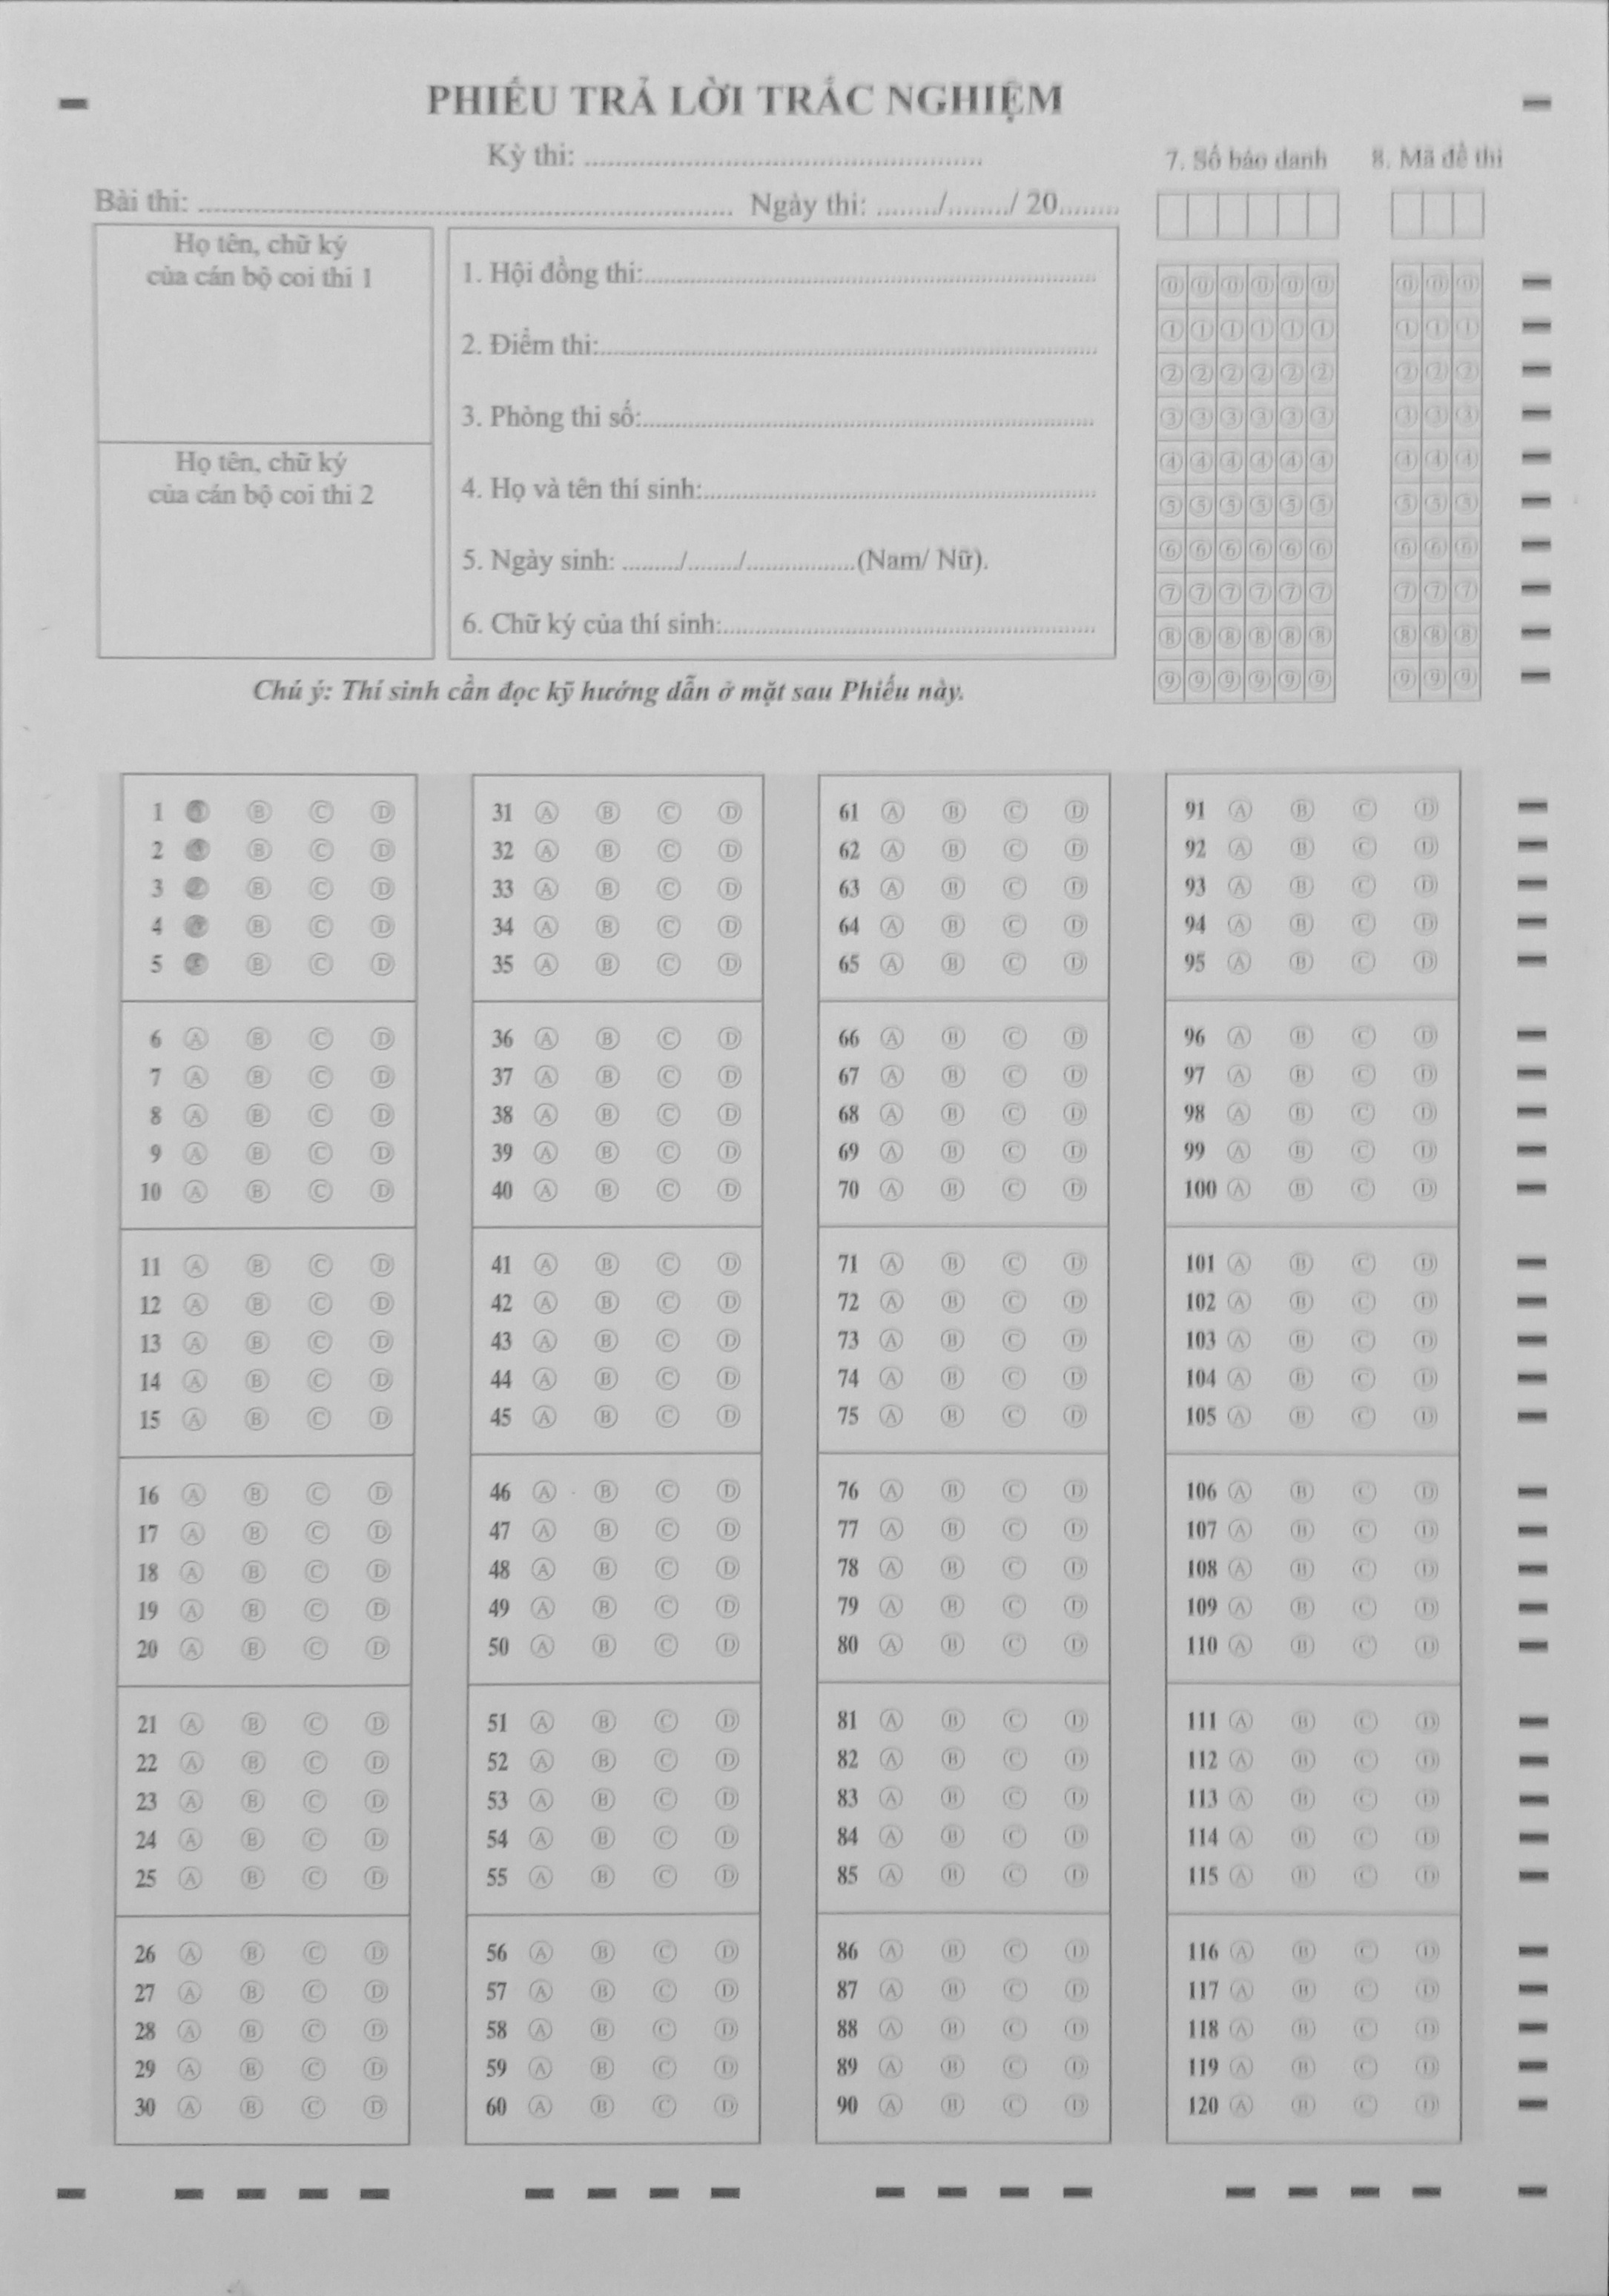 PHIẾU TRẢ LỜI TRẮC NGHIỆM
Kỳ thi: ....................................................
Bài thi: .................................................................... Ngày thi: ......../......../ 20........
7. Số báo danh 8. Mã đề thi
Họ tên, chữ ký
của cán bộ coi thi 1
Họ tên, chữ ký
của cán bộ coi thi 2
1. Hội đồng thi:..........................................................
2. Điểm thi:................................................................
3. Phòng thi số:..........................................................
4. Họ và tên thí sinh:..................................................
5. Ngày sinh: ......../......../................(Nam/ Nữ).
6. Chữ ký của thí sinh:................................................
0 0 0 0 0 0 0 0 0
1 1 1 1 1 1 1 1 1
2 2 2 2 2 2 2 2 2
3 3 3 3 3 3 3 3 3
4 4 4 4 4 4 4 4 4
5 5 5 5 5 5 5 5 5
6 6 6 6 6 6 6 6 6
7 7 7 7 7 7 7 7 7
8 8 8 8 8 8 8 8 8
9 9 9 9 9 9 9 9 9
Chú ý: Thí sinh cần đọc kỹ hướng dẫn ở mặt sau Phiếu này.
1 B C D 31 A B C D 61 A B C D 91 A B C D
2 B C D 32 A B C D 62 A B C D 92 A B C D
3 B C D 33 A B C D 63 A B C D 93 A B C D
4 B C D 34 A B C D 64 A B C D 94 A B C D
5 B C D 35 A B C D 65 A B C D 95 A B C D
6 A B C D 36 A B C D 66 A B C D 96 A B C D
7 A B C D 37 A B C D 67 A B C D 97 A B C D
8 A B C D 38 A B C D 68 A B C D 98 A B C D
9 A B C D 39 A B C D 69 A B C D 99 A B C D
10 A B C D 40 A B C D 70 A B C D 100 A B C D
11 A B C D 41 A B C D 71 A B C D 101 A B C D
12 A B C D 42 A B C D 72 A B C D 102 A B C D
13 A B C D 43 A B C D 73 A B C D 103 A B C D
14 A B C D 44 A B C D 74 A B C D 104 A B C D
15 A B C D 45 A B C D 75 A B C D 105 A B C D
16 A B C D 46 A B C D 76 A B C D 106 A B C D
17 A B C D 47 A B C D 77 A B C D 107 A B C D
18 A B C D 48 A B C D 78 A B C D 108 A B C D
19 A B C D 49 A B C D 79 A B C D 109 A B C D
20 A B C D 50 A B C D 80 A B C D 110 A B C D
21 A B C D 51 A B C D 81 A B C D 111 A B C D
22 A B C D 52 A B C D 82 A B C D 112 A B C D
23 A B C D 53 A B C D 83 A B C D 113 A B C D
24 A B C D 54 A B C D 84 A B C D 114 A B C D
25 A B C D 55 A B C D 85 A B C D 115 A B C D
26 A B C D 56 A B C D 86 A B C D 116 A B C D
27 A B C D 57 A B C D 87 A B C D 117 A B C D
28 A B C D 58 A B C D 88 A B C D 118 A B C D
29 A B C D 59 A B C D 89 A B C D 119 A B C D
30 A B C D 60 A B C D 90 A B C D 120 A B C D